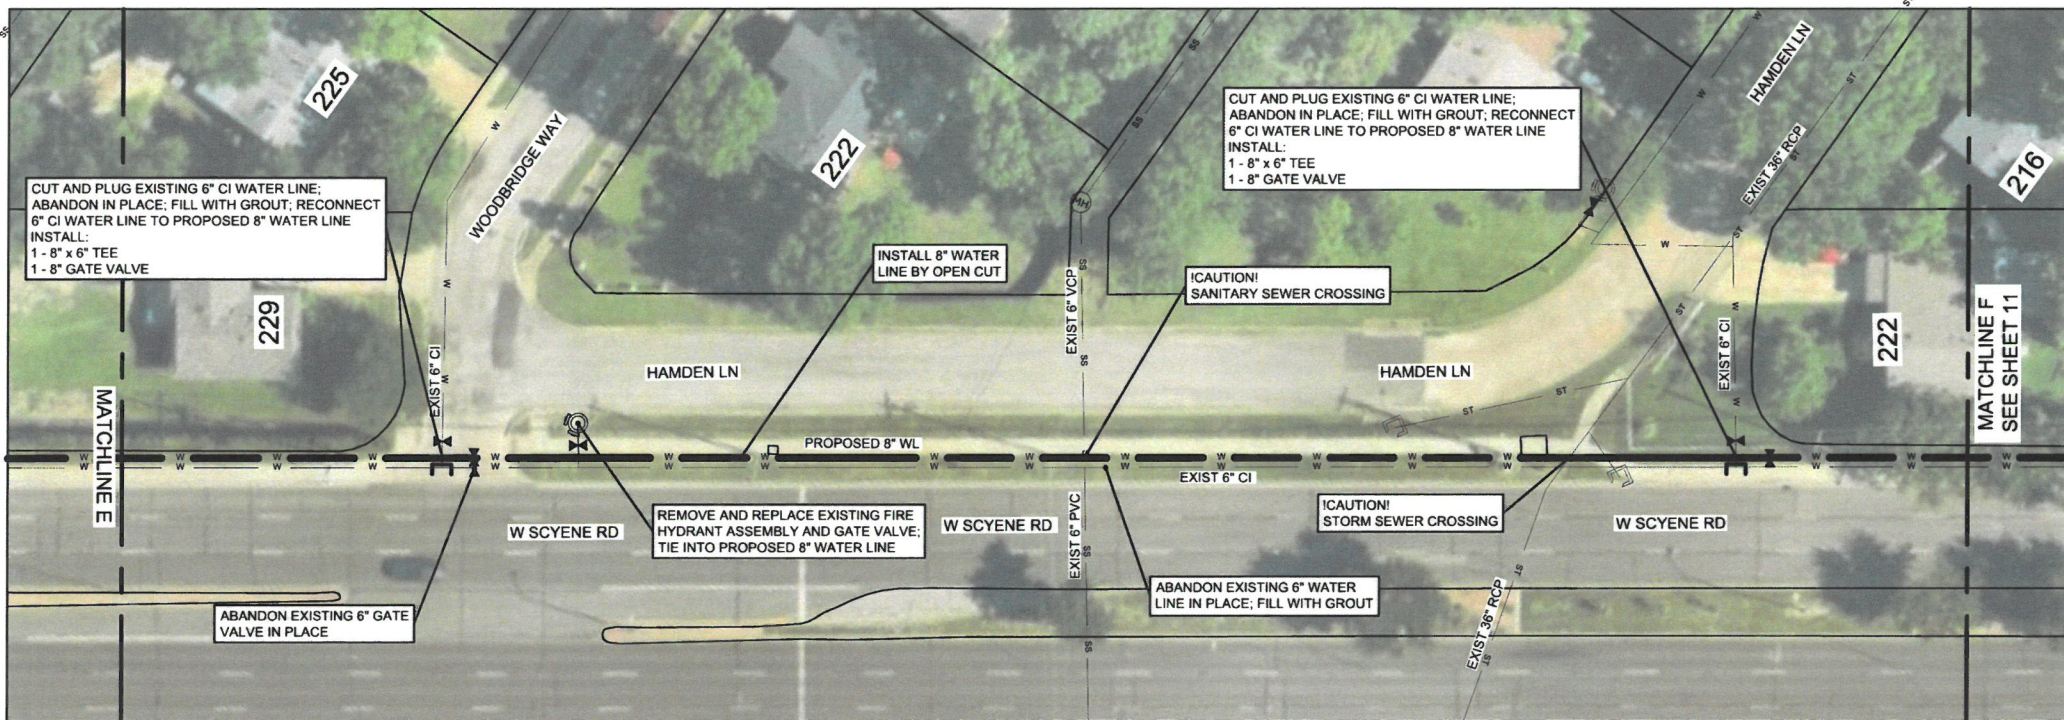 225
WOODBRIDGE WAY
222
HAMDEN LN
EXIST 36" RCP
216
CUT AND PLUG EXISTING 6" CI WATER LINE;
ABANDON IN PLACE; FILL WITH GROUT; RECONNECT
6" CI WATER LINE TO PROPOSED 8" WATER LINE
INSTALL:
1 - 8" x 6" TEE
1 - 8" GATE VALVE
CUT AND PLUG EXISTING 6" CI WATER LINE;
ABANDON IN PLACE; FILL WITH GROUT; RECONNECT
6" CI WATER LINE TO PROPOSED 8" WATER LINE
INSTALL:
1 - 8" x 6" TEE
1 - 8" GATE VALVE
MH
INSTALL 8" WATER
LINE BY OPEN CUT
!CAUTION!
SANITARY SEWER CROSSING
229
EXIST 6" CI
EXIST 6" VCP
EXIST 6" CI
222
HAMDEN LN
HAMDEN LN
MATCHLINE E
MATCHLINE F
SEE SHEET 11
PROPOSED 8" WL
EXIST 6" CI
W SCYENE RD
REMOVE AND REPLACE EXISTING FIRE
HYDRANT ASSEMBLY AND GATE VALVE;
TIE INTO PROPOSED 8" WATER LINE
W SCYENE RD
EXIST 6" PVC
!CAUTION!
STORM SEWER CROSSING
W SCYENE RD
ABANDON EXISTING 6" GATE
VALVE IN PLACE
ABANDON EXISTING 6" WATER
LINE IN PLACE; FILL WITH GROUT
EXIST 36" RCP